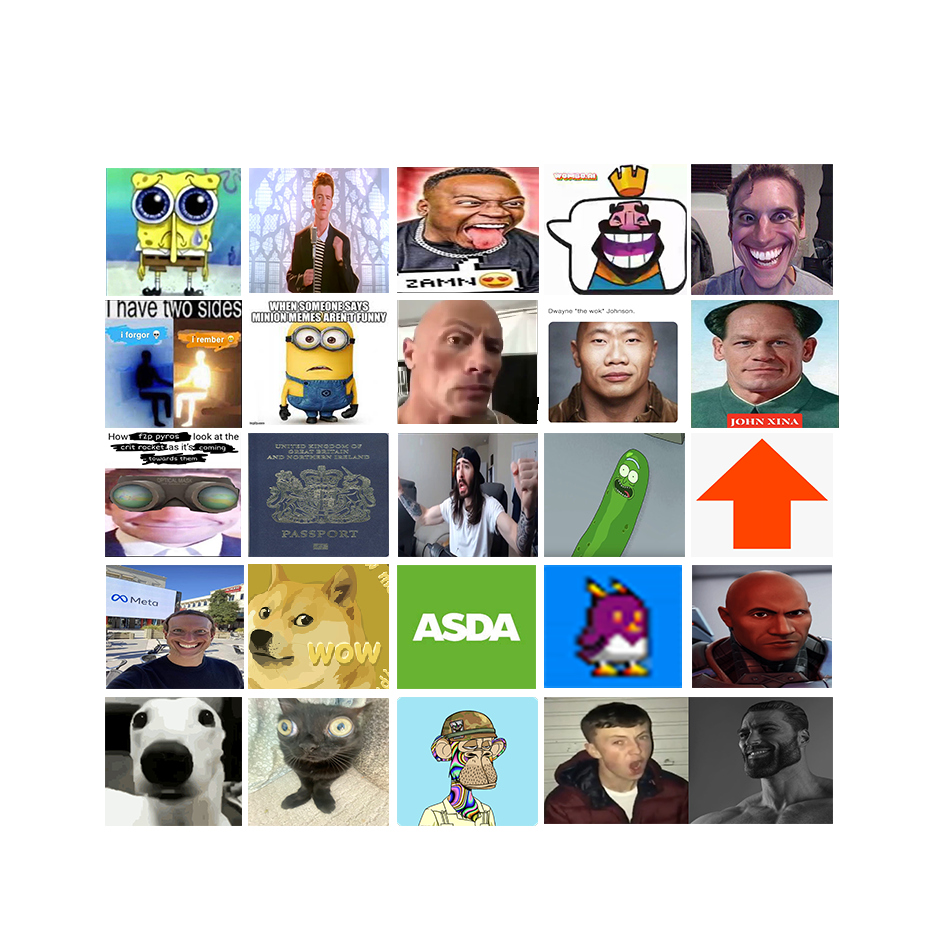 WOMBO.AI
ZAMN
I have two sides
i forgor
i rember
WHEN SOMEONE SAYS
MINION MEMES AREN'T FUNNY
Dwayne "the wok" Johnson.
JOHN XINA
How f2p pyros look at the
crit rocket as it's coming
towards them
UNITED KINGDOM OF
GREAT BRITAIN
AND NORTHERN IRELAND
PASSPORT
Meta
WOW
ASDA